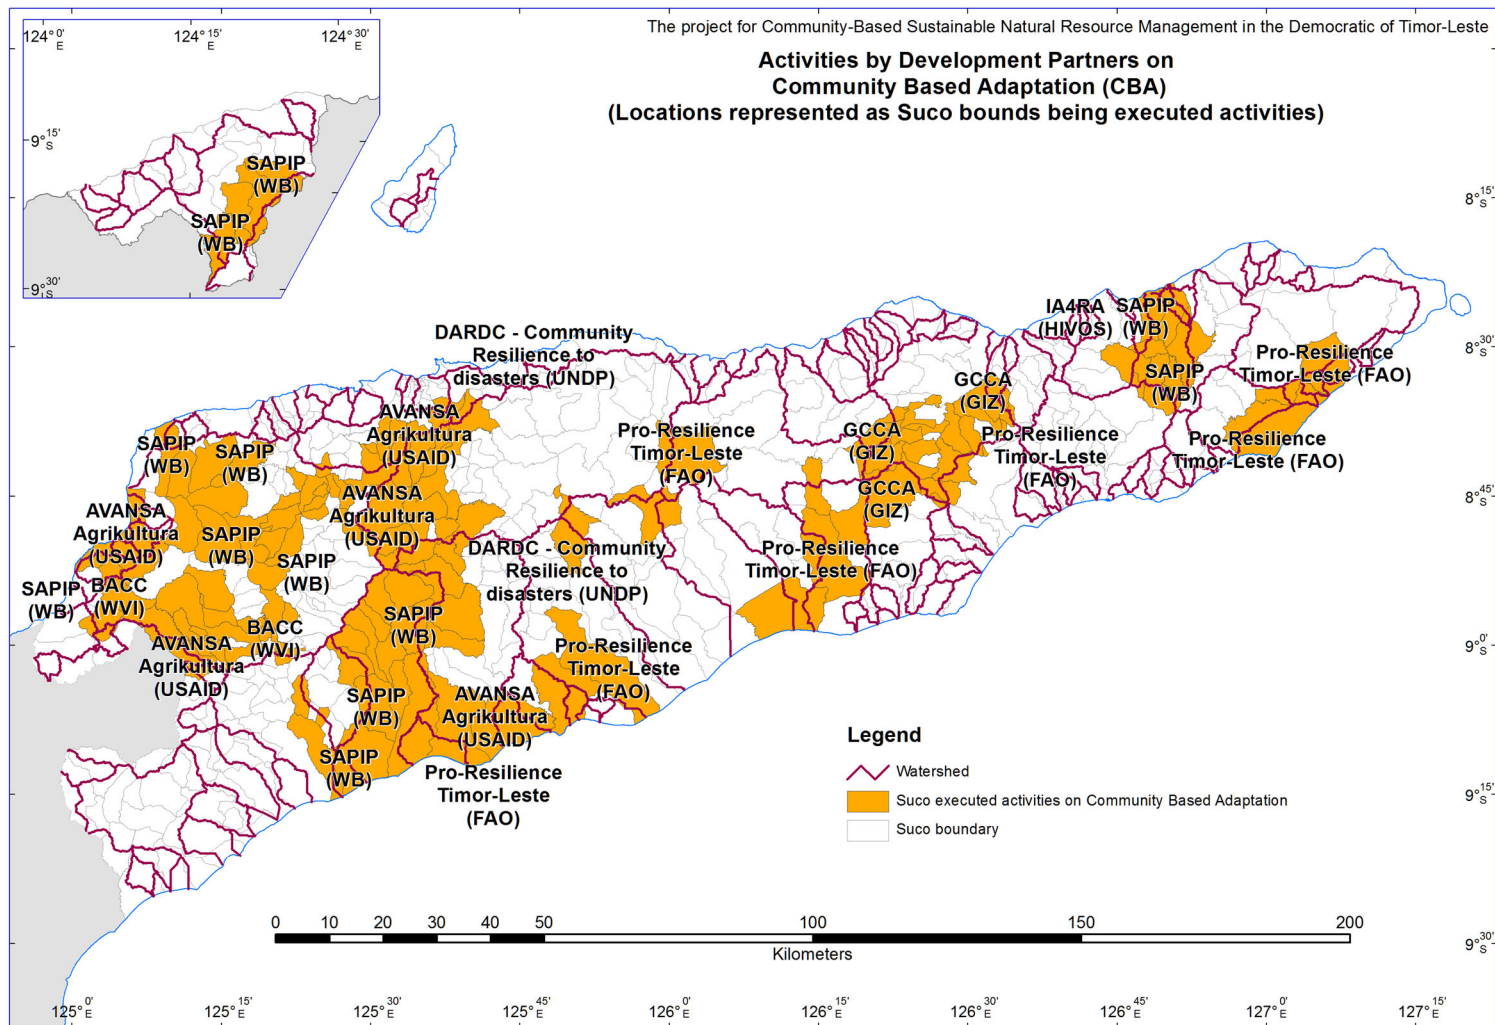 The project for Community-Based Sustainable Natural Resource Management in the Democratic of Timor-Leste
Activities by Development Partners on
Community Based Adaptation (CBA)
(Locations represented as Suco bounds being executed activities)
124° 0' E
124° 15' E
124° 30' E
9° 15' S
9° 30' S
SAPIP
(WB)
SAPIP
(WB)
8° 15' S
8° 30' S
8° 45' S
9° 0' S
9° 15' S
9° 30' S
DARDC - Community
Resilience to
disasters (UNDP)
IA4RA
(HIVOS)
SAPIP
(WB)
SAPIP
(WB)
Pro-Resilience
Timor-Leste (FAO)
GCCA
(GIZ)
AVANSA
Agrikultura
(USAID)
SAPIP
(WB)
SAPIP
(WB)
Pro-Resilience
Timor-Leste
(FAO)
GCCA
(GIZ)
Pro-Resilience
Timor-Leste
(FAO)
Pro-Resilience
Timor-Leste (FAO)
AVANSA
Agrikultura
(USAID)
GCCA
(GIZ)
AVANSA
Agrikultura
(USAID)
SAPIP
(WB)
SAPIP
(WB)
DARDC - Community
Resilience to
disasters (UNDP)
Pro-Resilience
Timor-Leste (FAO)
SAPIP
(WB)
BACC
(WVI)
SAPIP
(WB)
BACC
(WVI)
AVANSA
Agrikultura
(USAID)
Pro-Resilience
Timor-Leste
(FAO)
SAPIP
(WB)
AVANSA
Agrikultura
(USAID)
SAPIP
(WB)
Pro-Resilience
Timor-Leste
(FAO)
Legend
Watershed
Suco executed activities on Community Based Adaptation
Suco boundary
0 10 20 30 40 50 100 150 200
Kilometers
125° 0' E
125° 15' E
125° 30' E
125° 45' E
126° 0' E
126° 15' E
126° 30' E
126° 45' E
127° 0' E
127° 15' E